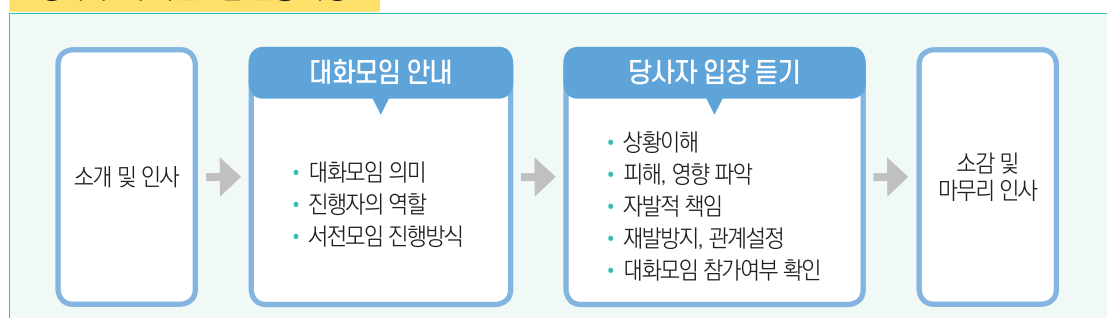 소개 및 인사
대화모임 안내
• 대화모임 의미
• 진행자의 역할
• 서전모임 진행방식
당사자 입장 듣기
• 상황이해
• 피해, 영향 파악
• 자발적 책임
• 재발방지, 관계설정
• 대화모임 참가여부 확인
소감 및
마무리 인사